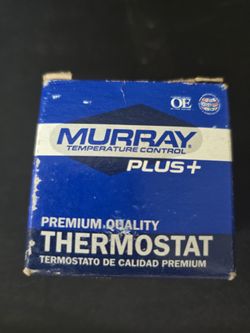 OE
MURRAY
TEMPERATURE CONTROL
PLUS+
PREMIUM QUALITY
THERMOSTAT
TERMOSTATO DE CALIDAD PREMIUM